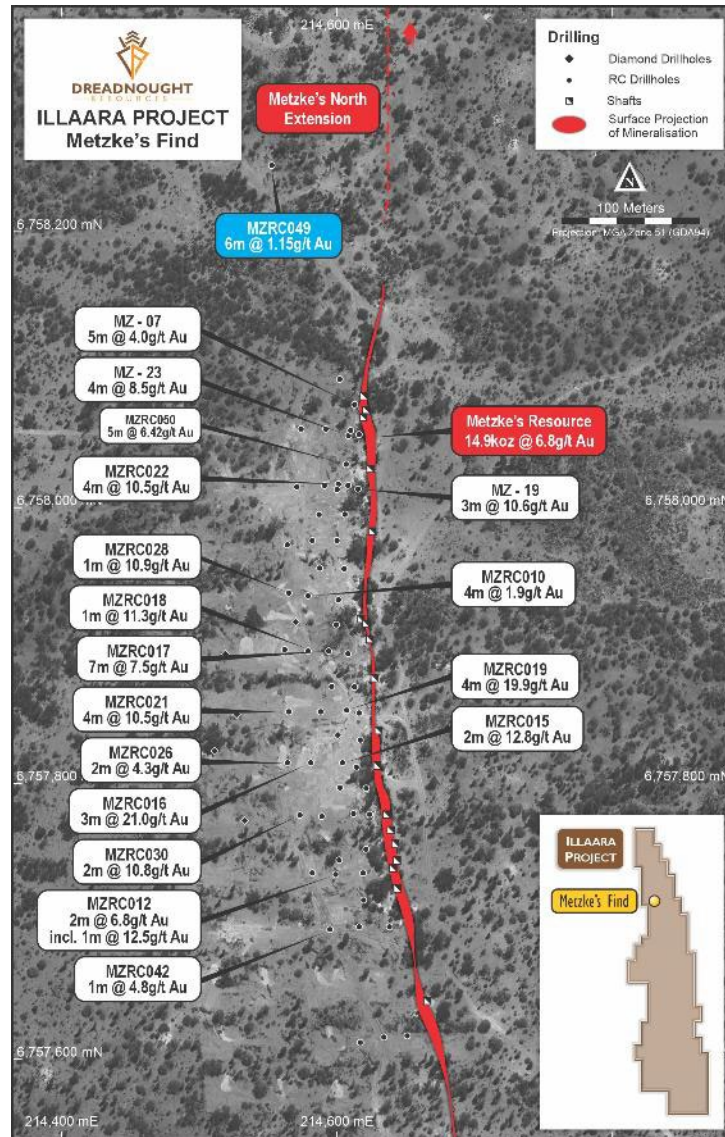 214,600 mE
DREADNOUGHT
RESOURCES
ILLAARA PROJECT
Metzke's Find
Drilling
Diamond Drillholes
RC Drillholes
Shafts
Surface Projection
of Mineralisation
Metzke's North
Extension
N
100 Meters
Projection: MGA Zone 51 (GDA94)
6,758,200 mN
MZRC049
6m @ 1.15g/t Au
MZ - 07
5m @ 4.0g/t Au
MZ - 23
4m @ 8.5g/t Au
MZRC050
5m @ 6.42g/t Au
Metzke's Resource
14.9koz @ 6.8g/t Au
MZRC022
4m @ 10.5g/t Au
MZ - 19
3m @ 10.6g/t Au
6,758,000 mN
6,758,000 mN
MZRC028
1m @ 10.9g/t Au
MZRC010
4m @ 1.9g/t Au
MZRC018
1m @ 11.3g/t Au
MZRC017
7m @ 7.5g/t Au
MZRC019
4m @ 19.9g/t Au
MZRC021
4m @ 10.5g/t Au
MZRC015
2m @ 12.8g/t Au
MZRC026
2m @ 4.3g/t Au
6,757,800 mN
6,757,800 mN
MZRC016
3m @ 21.0g/t Au
MZRC030
2m @ 10.8g/t Au
MZRC012
2m @ 6.8g/t Au
incl. 1m @ 12.5g/t Au
MZRC042
1m @ 4.8g/t Au
ILLAARA
PROJECT
Metzke's Find
6,757,600 mN
214,400 mE
214,600 mE